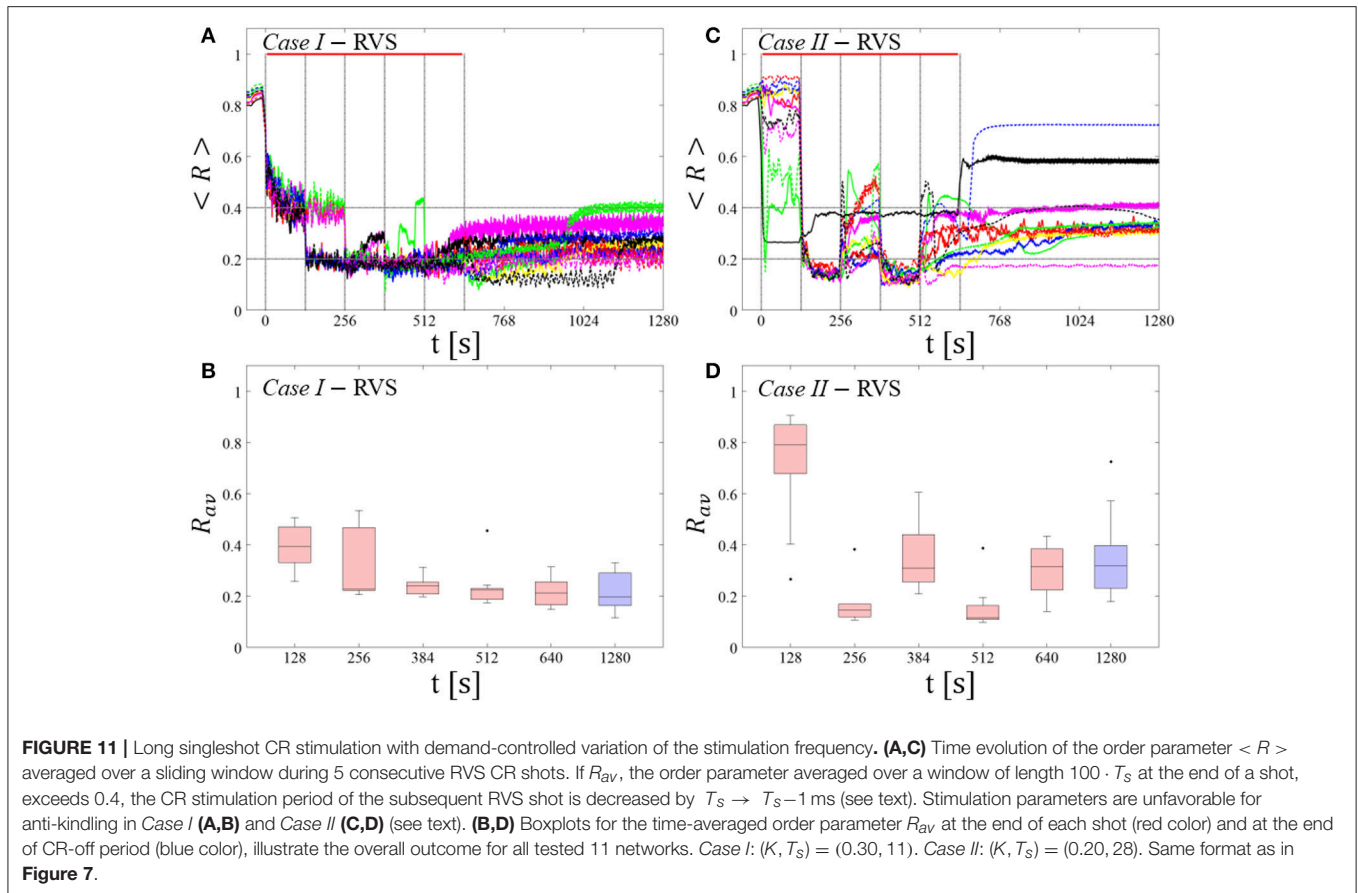 A
Case I – RVS
1
0.8
0.6
0.4
0.2
0
< R >
0 256 512 768 1024 1280
t [s]
C
Case II – RVS
1
0.8
0.6
0.4
0.2
0
< R >
0 256 512 768 1024 1280
t [s]
B
Case I – RVS
1
0.8
0.6
0.4
0.2
0
R_av
128 256 384 512 640 1280
t [s]
D
Case II – RVS
1
0.8
0.6
0.4
0.2
0
R_av
128 256 384 512 640 1280
t [s]
FIGURE 11 | Long singleshot CR stimulation with demand-controlled variation of the stimulation frequency. (A,C) Time evolution of the order parameter < R >
averaged over a sliding window during 5 consecutive RVS CR shots. If R_av, the order parameter averaged over a window of length 100 · T_s at the end of a shot,
exceeds 0.4, the CR stimulation period of the subsequent RVS shot is decreased by T_s → T_s−1 ms (see text). Stimulation parameters are unfavorable for
anti-kindling in Case I (A,B) and Case II (C,D) (see text). (B,D) Boxplots for the time-averaged order parameter R_av at the end of each shot (red color) and at the end
of CR-off period (blue color), illustrate the overall outcome for all tested 11 networks. Case I: (K, T_s) = (0.30, 11). Case II: (K, T_s) = (0.20, 28). Same format as in
Figure 7.